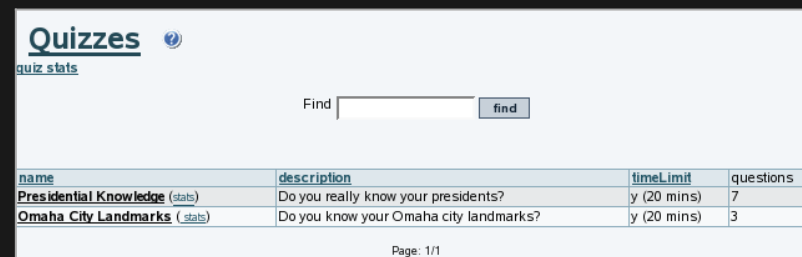 Quizzes ?
quiz stats
Find find
name description timeLimit questions
Presidential Knowledge (stats) Do you really know your presidents? y (20 mins) 7
Omaha City Landmarks ( stats) Do you know your Omaha city landmarks? y (20 mins) 3
Page: 1/1